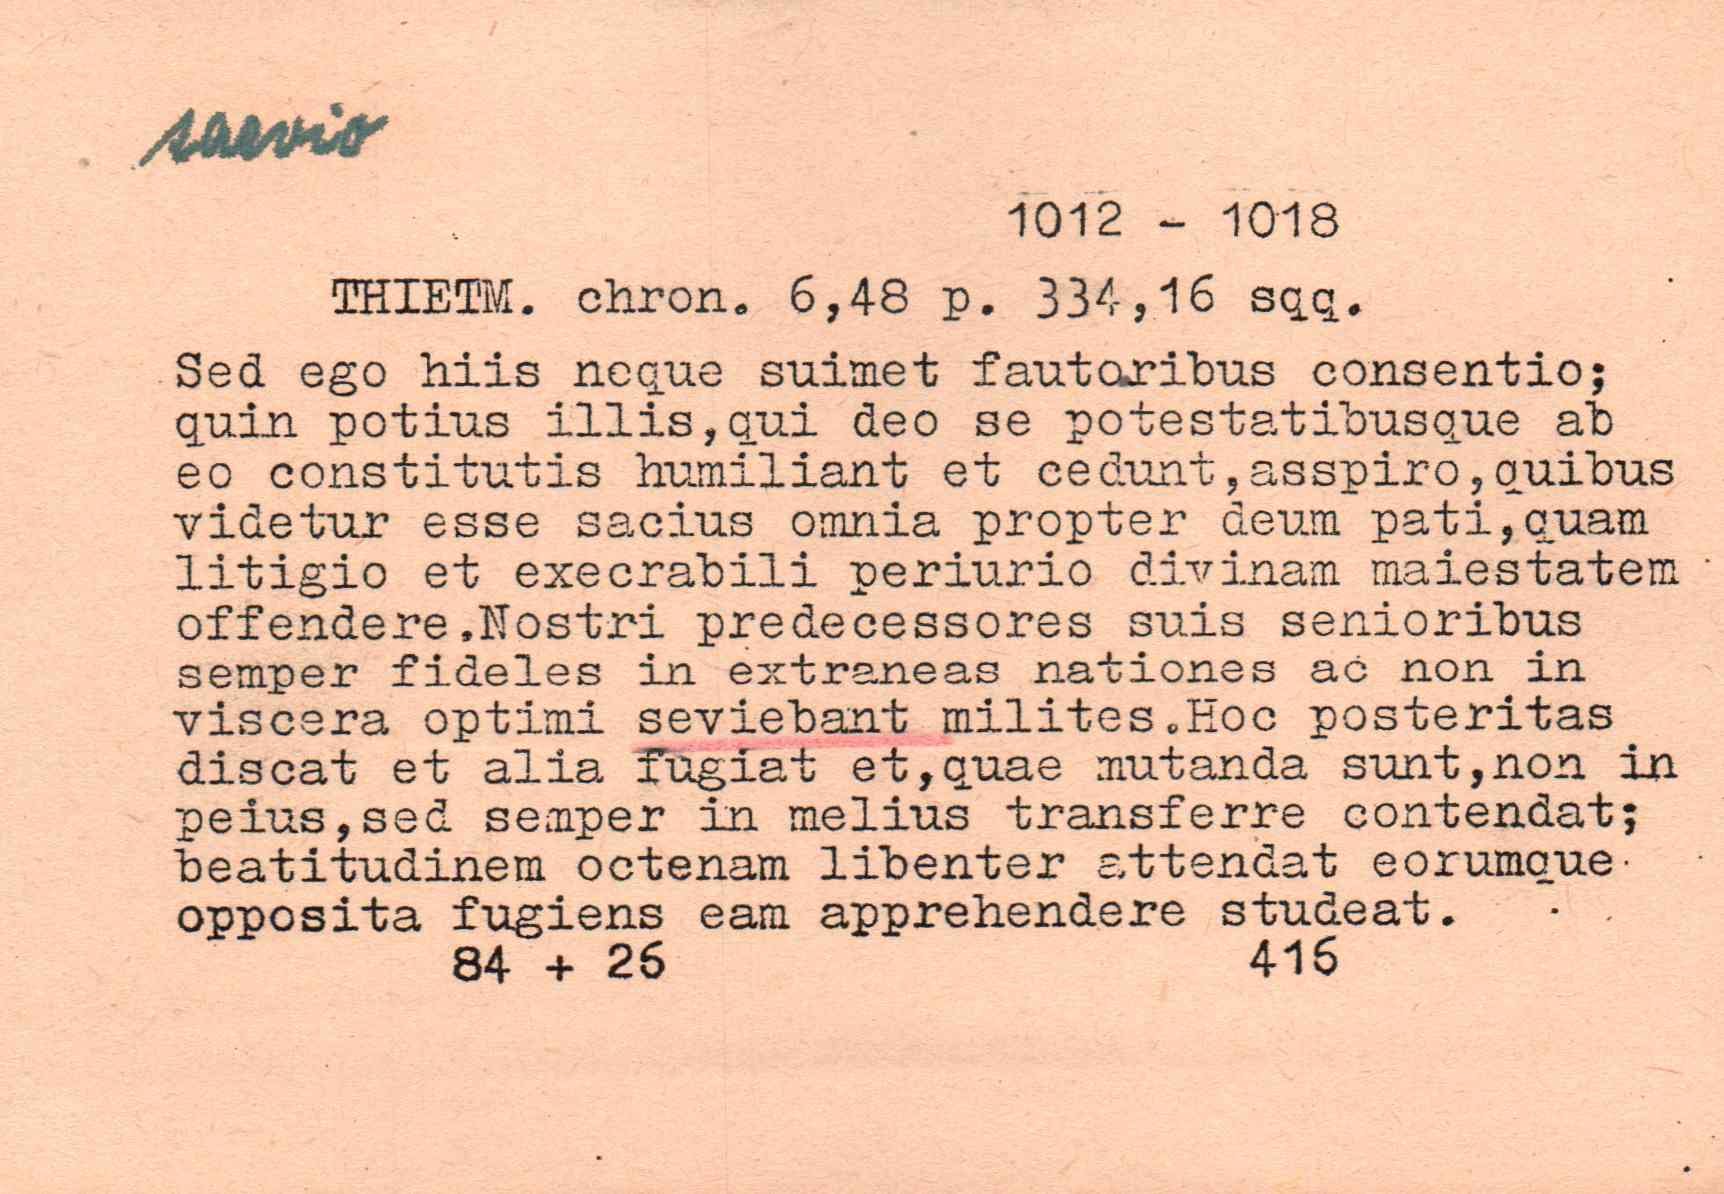 saevio
1012 - 1018
THIETM. chron. 6,48 p. 334,16 sqq.
Sed ego hiis neque suimet fautoribus consentio;
quin potius illis,qui deo se potestatibusque ab
eo constitutis humiliant et cedunt,asspiro,quibus
videtur esse sacius omnia propter deum pati,quam
litigio et execrabili periurio divinam maiestatem
offendere.Nostri predecessores suis senioribus
semper fideles in extraneas nationes ac non in
viscera optimi seviebant milites.Hoc posteritas
discat et alia fugiat et,quae mutanda sunt,non in
peius,sed semper in melius transferre contendat;
beatitudinem octenam libenter attendat eorumque
opposita fugiens eam apprehendere studeat.
84 + 26 416